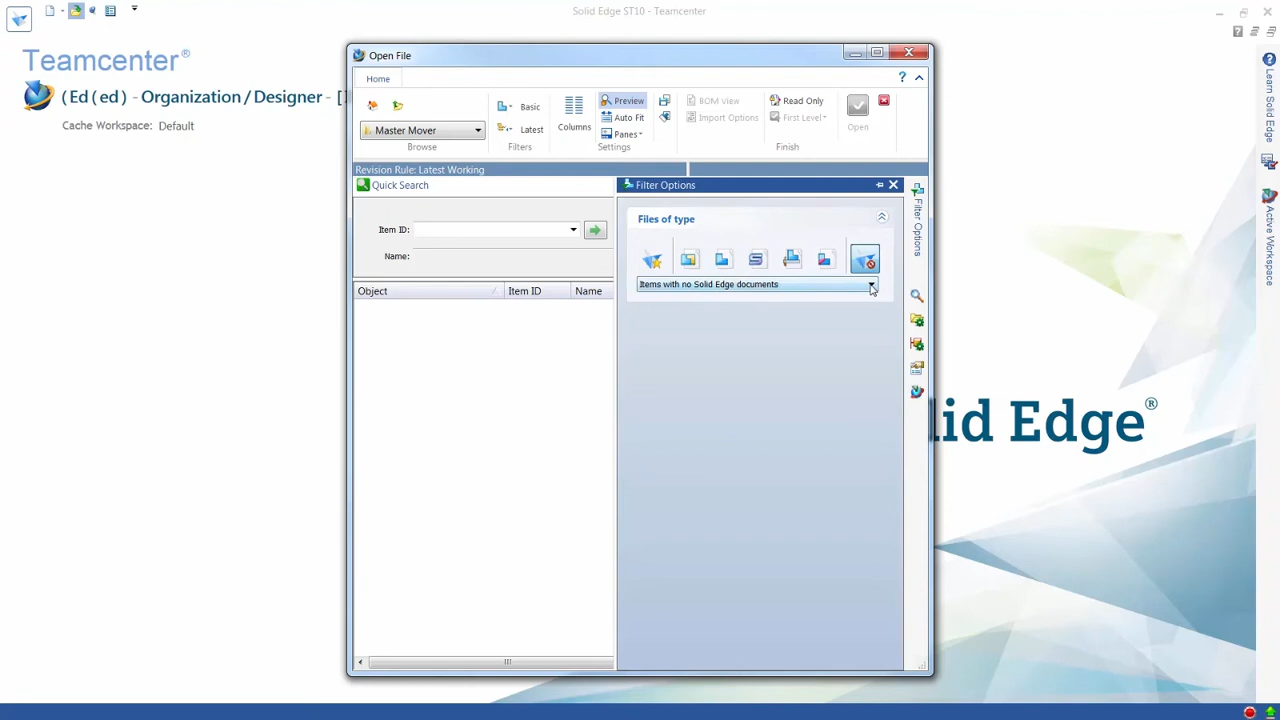 Solid Edge ST10 - Teamcenter
Teamcenter®
(Ed ( ed) - Organization / Designer - [
Cache Workspace: Default
Open File
Home
Master Mover
Browse
Basic
Latest
Filters
Columns
Preview
Auto Fit
Panes
Settings
BOM View
Import Options
Read Only
First Level
Open
Finish
Revision Rule: Latest Working
Quick Search
Item ID:
Name:
Object
Item ID
Name
Filter Options
Files of type
Items with no Solid Edge documents
Filter Options
lid Edge®
Learn Solid Edge
Active Workspace